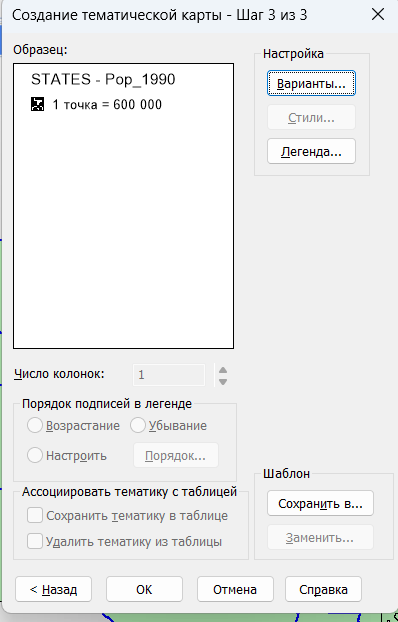 Создание тематической карты - Шаг 3 из 3
Образец:
STATES - Pop_1990
1 точка = 600 000
Настройка
Варианты...
Стили...
Легенда...
Число колонок:
1
Порядок подписей в легенде
Возрастание
Убывание
Настроить
Порядок...
Ассоциировать тематику с таблицей
Сохранить тематику в таблице
Удалить тематику из таблицы
Шаблон
Сохранить в...
Заменить...
< Назад
OK
Отмена
Справка